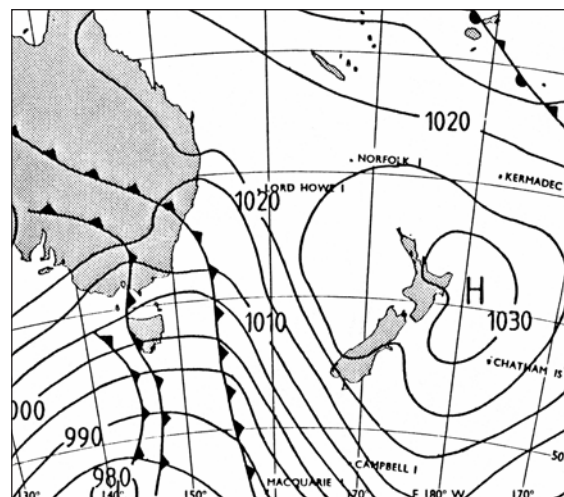 1020
NORFOLK I
KERMADEC
LORD HOWE I
1020
H
1010
1030
CHATHAM IS
000
990
980
CAMPBELL I
MACQUARIE I
50°
130°
140°
150°
170°
E 180° W
170°